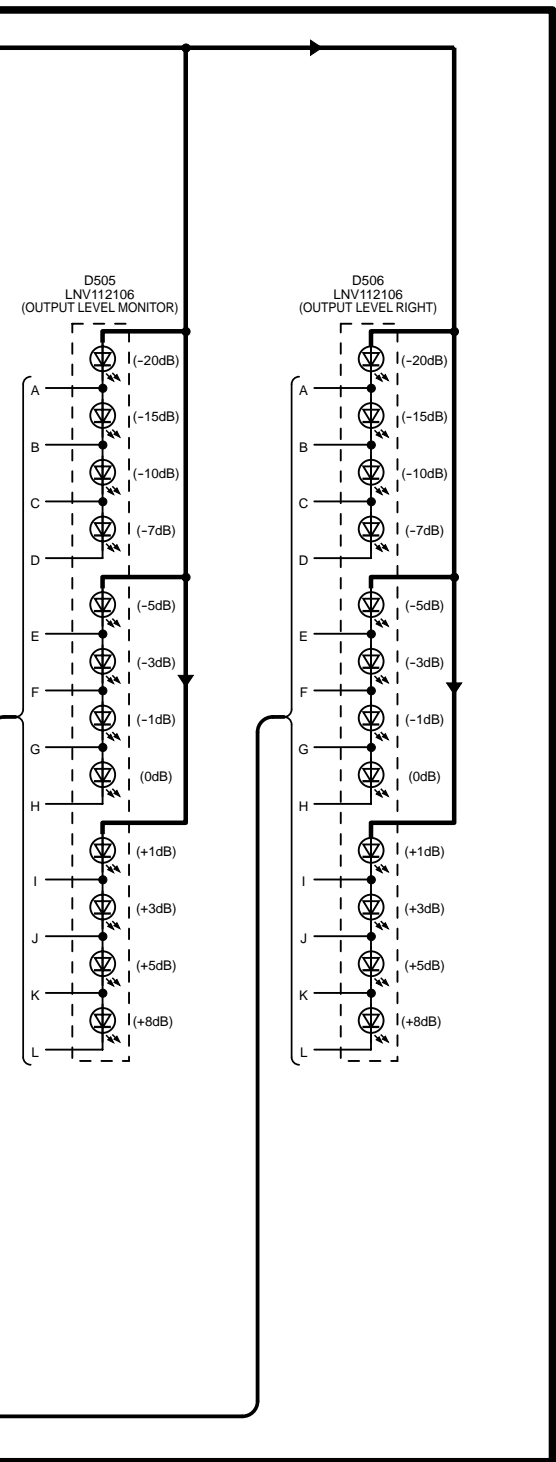 D505
LNV112106
(OUTPUT LEVEL MONITOR)
(-20dB)
A
(-15dB)
B
(-10dB)
C
(-7dB)
D
(-5dB)
E
(-3dB)
F
(-1dB)
G
(0dB)
H
(+1dB)
I
(+3dB)
J
(+5dB)
K
(+8dB)
L
D506
LNV112106
(OUTPUT LEVEL RIGHT)
(-20dB)
A
(-15dB)
B
(-10dB)
C
(-7dB)
D
(-5dB)
E
(-3dB)
F
(-1dB)
G
(0dB)
H
(+1dB)
I
(+3dB)
J
(+5dB)
K
(+8dB)
L